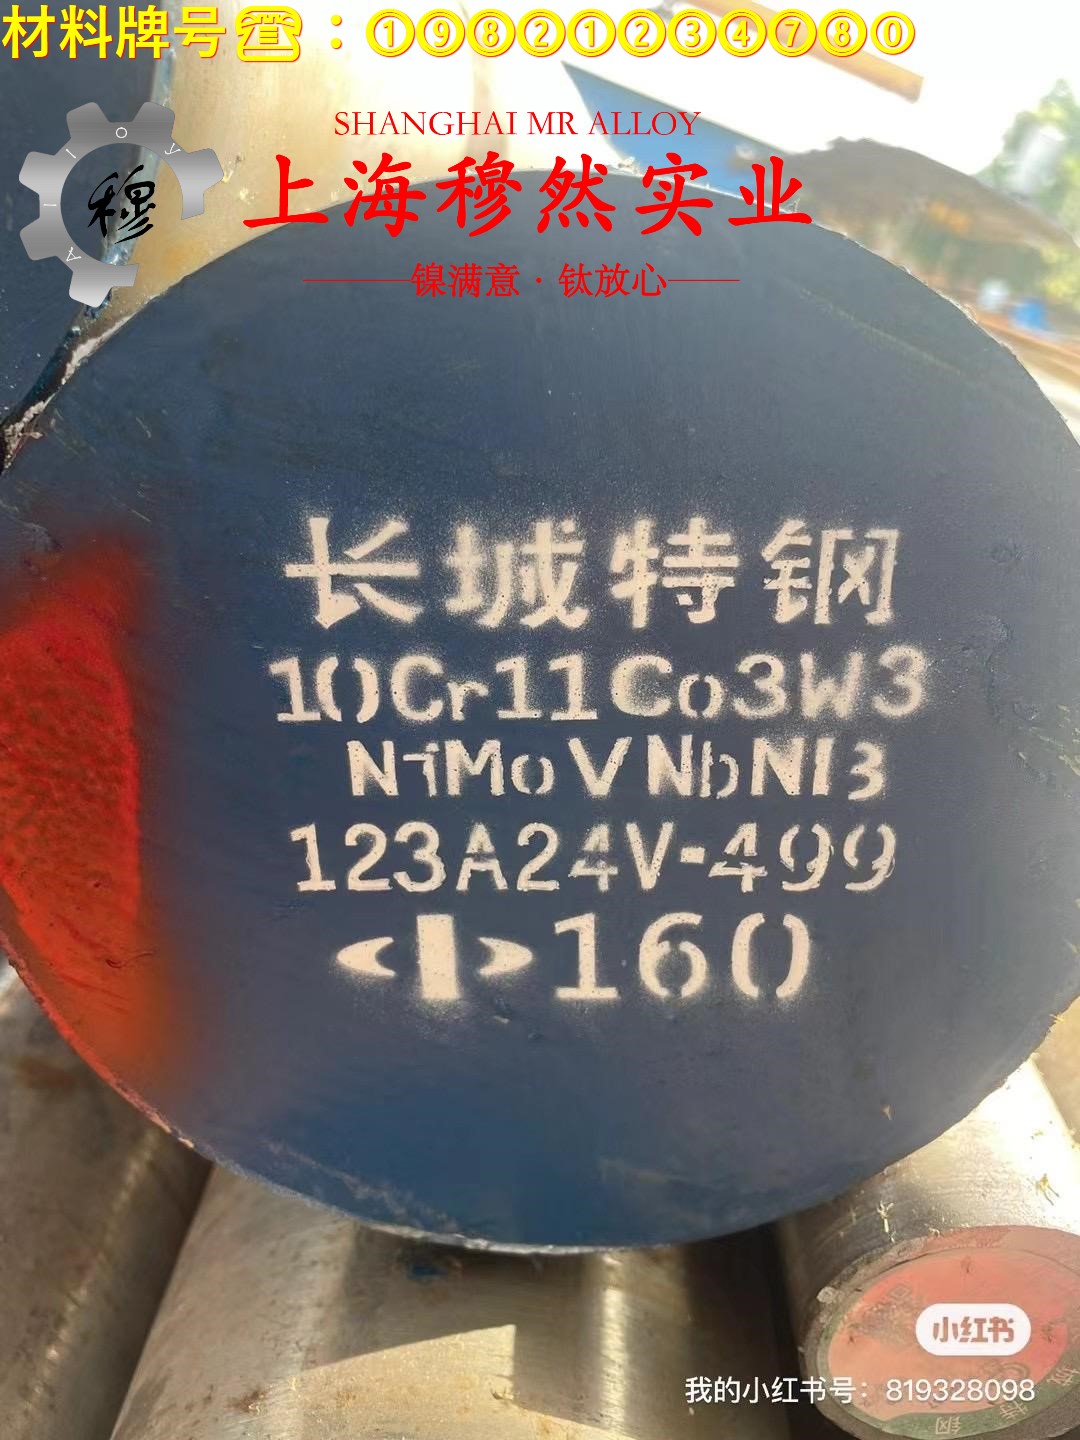 材料牌号☎：①⑨⑧②①②③④⑦⑧⓪
SHANGHAI MR ALLOY
上海穆然实业
穆
镍满意·钛放心
长城特钢
10Cr11Co3W3
NiMoVNbNB
123A24V-499
Φ160
小红书
我的小红书号：819328098